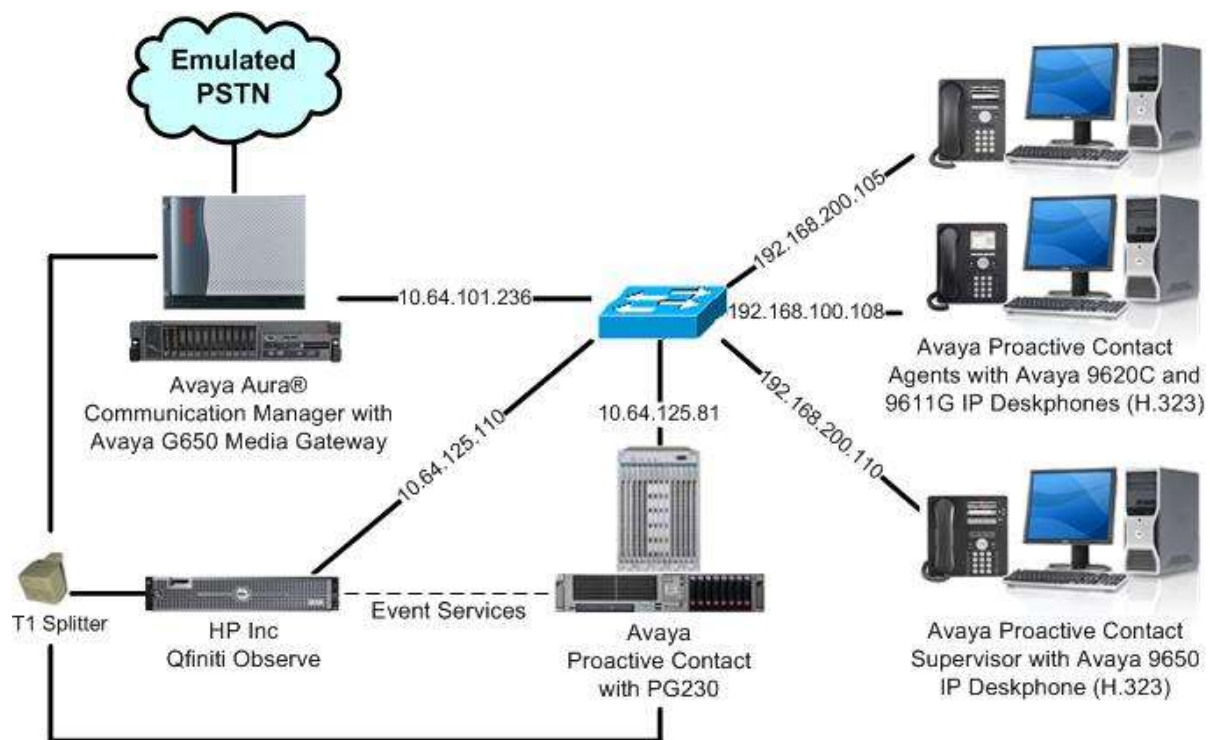 Emulated
PSTN
192.168.200.105
10.64.101.236
192.168.100.108
Avaya Aura®
Communication Manager with
Avaya G650 Media Gateway
Avaya Proactive Contact
Agents with Avaya 9620C and
9611G IP Deskphones (H.323)
10.64.125.110
10.64.125.81
192.168.200.110
T1 Splitter
HP Inc
Qfiniti Observe
Event Services
Avaya
Proactive Contact
with PG230
Avaya Proactive Contact
Supervisor with Avaya 9650
IP Deskphone (H.323)